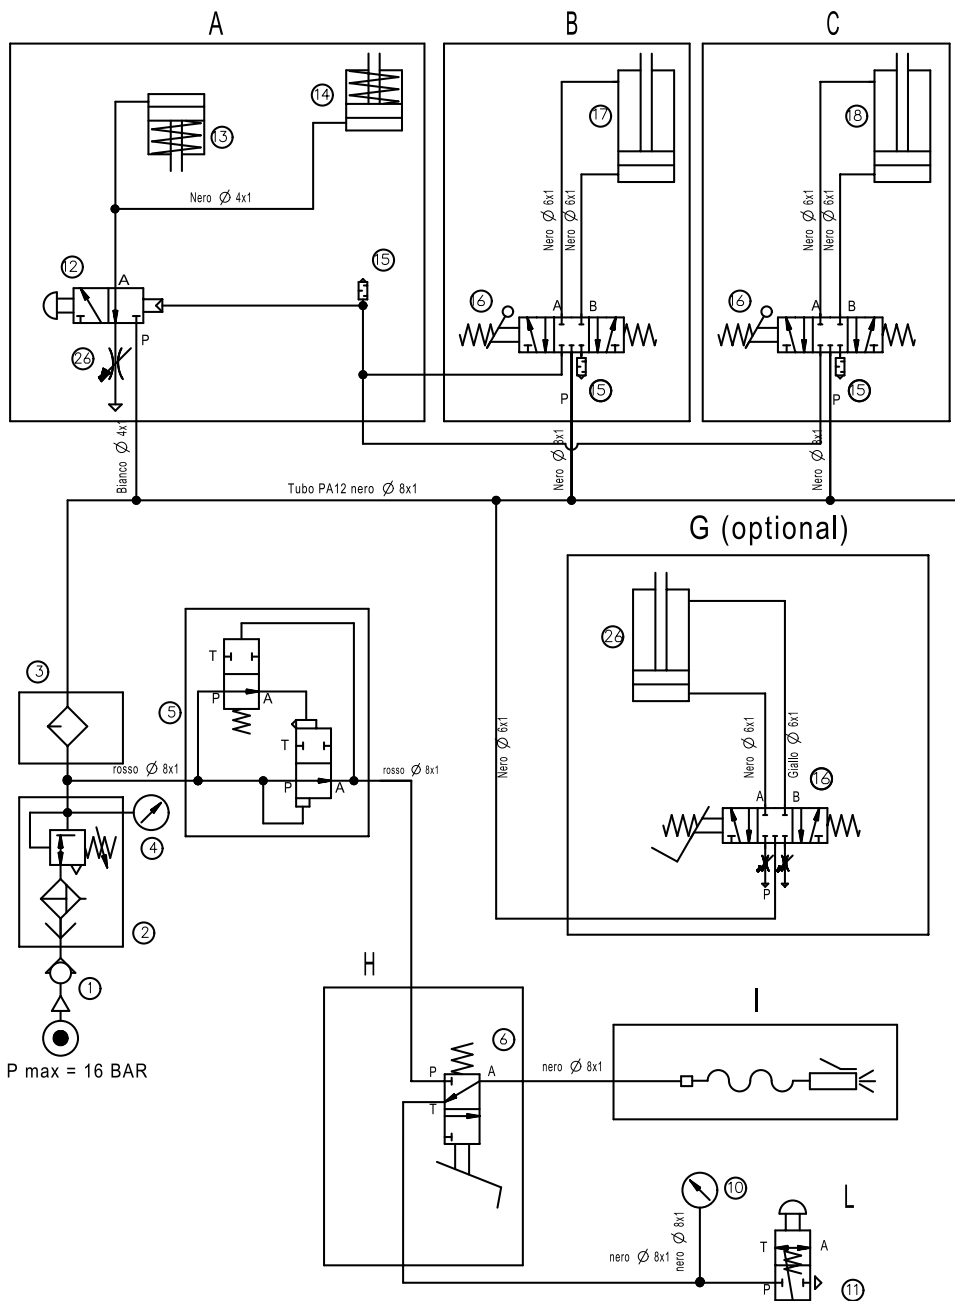 A
B
C
14
13
17
18
Nero Ø 4x1
Nero Ø 6x1
Nero Ø 6x1
Nero Ø 6x1
Nero Ø 6x1
12
15
A
16
A
B
16
A
B
P
26
15
P
15
P
Bianco Ø 4x1
Nero Ø 8x1
Nero Ø 8x1
Tubo PA12 nero Ø 8x1
G (optional)
26
T
P
A
3
5
T
P
A
Nero Ø 6x1
Nero Ø 6x1
Giallo Ø 6x1
rosso Ø 8x1
rosso Ø 8x1
16
A
B
4
P
2
H
1
I
P max = 16 BAR
6
P
A
nero Ø 8x1
T
10
L
nero Ø 8x1
nero Ø 8x1
T
A
P
11